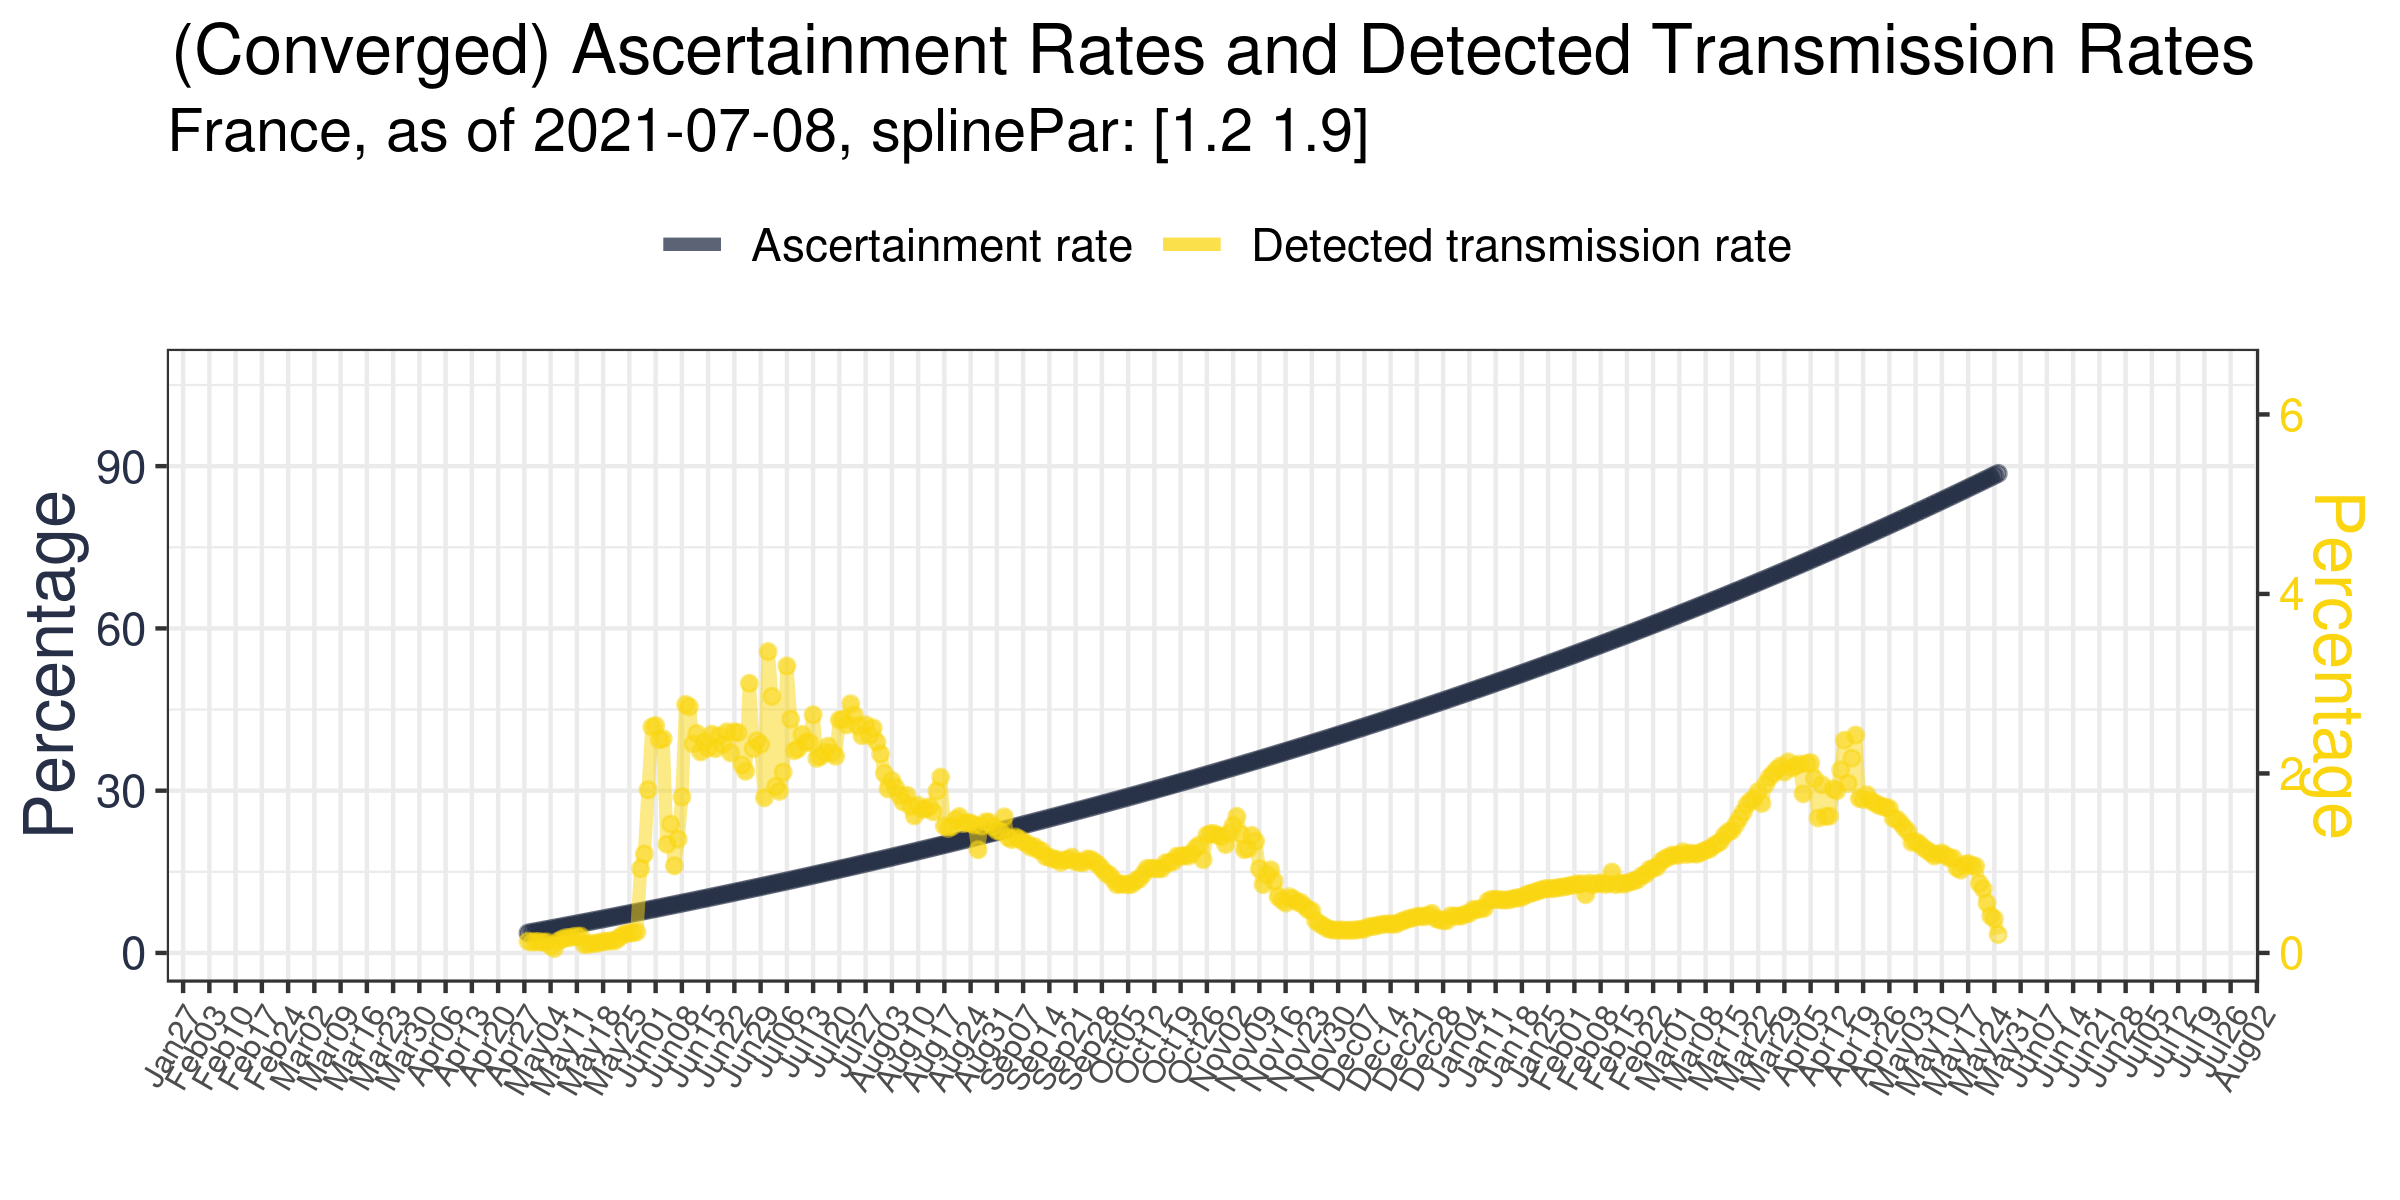 (Converged) Ascertainment Rates and Detected Transmission Rates
France, as of 2021-07-08, splinePar: [1.2 1.9]
Ascertainment rate
Detected transmission rate
Percentage
90
60
30
0
6
4
2
0
Percentage
Jan27
Feb03
Feb10
Feb17
Feb24
Mar02
Mar09
Mar16
Mar23
Mar30
Apr06
Apr13
Apr20
Apr27
May04
May11
May18
May25
Jun01
Jun08
Jun15
Jun22
Jun29
Jul06
Jul13
Jul20
Jul27
Aug03
Aug10
Aug17
Aug24
Aug31
Sep07
Sep14
Sep21
Sep28
Oct05
Oct12
Oct19
Oct26
Nov02
Nov09
Nov16
Nov23
Nov30
Dec07
Dec14
Dec21
Dec28
Jan04
Jan11
Jan18
Jan25
Feb01
Feb08
Feb15
Feb22
Mar01
Mar08
Mar15
Mar22
Mar29
Apr05
Apr12
Apr19
Apr26
May03
May10
May17
May24
May31
Jun07
Jun14
Jun21
Jun28
Jul05
Jul12
Jul19
Jul26
Aug02